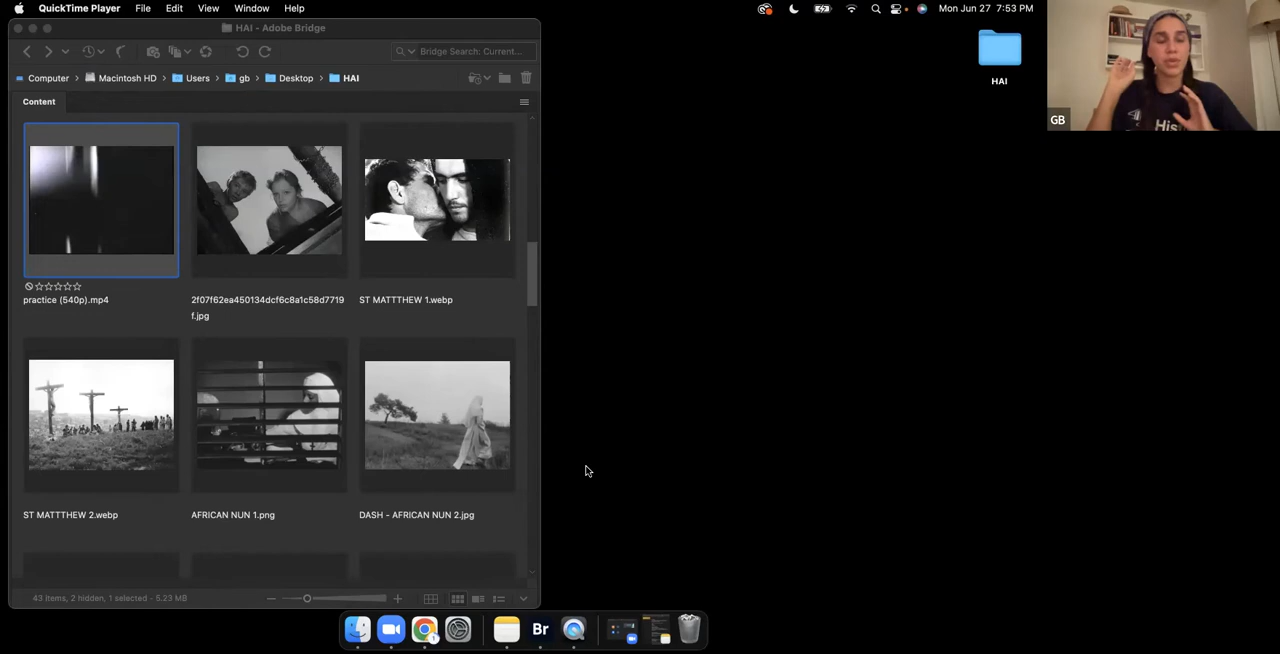 QuickTime Player File Edit View Window Help Mon Jun 27 7:53 PM
HAI - Adobe Bridge
Bridge Search: Current...
Computer Macintosh HD Users gb Desktop HAI
Content
practice (540p).mp4
2f07f62ea450134dcf6c8a1c58d7719
f.jpg
ST MATTTHEW 1.webp
ST MATTTHEW 2.webp
AFRICAN NUN 1.png
DASH - AFRICAN NUN 2.jpg
43 items, 2 hidden, 1 selected - 5.23 MB
HAI
GB
Br